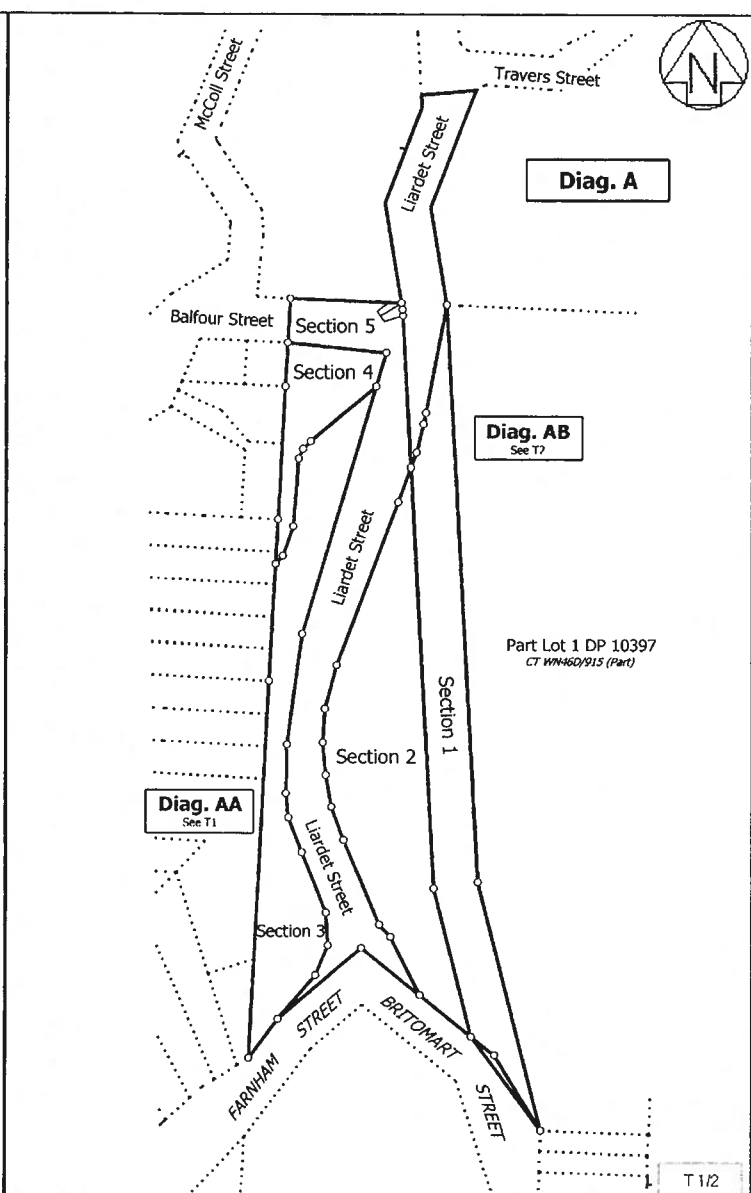 McColl Street
Travers Street
N
Liardet Street
Diag. A
Balfour Street
Section 5
Section 4
Diag. AB
See T?
Liardet Street
Part Lot 1 DP 10397
CT WN46D/915 (Part)
Section 1
Section 2
Diag. AA
See T1
Liardet Street
Section 3
FARNHAM STREET
BRITOMART STREET
T 1/2